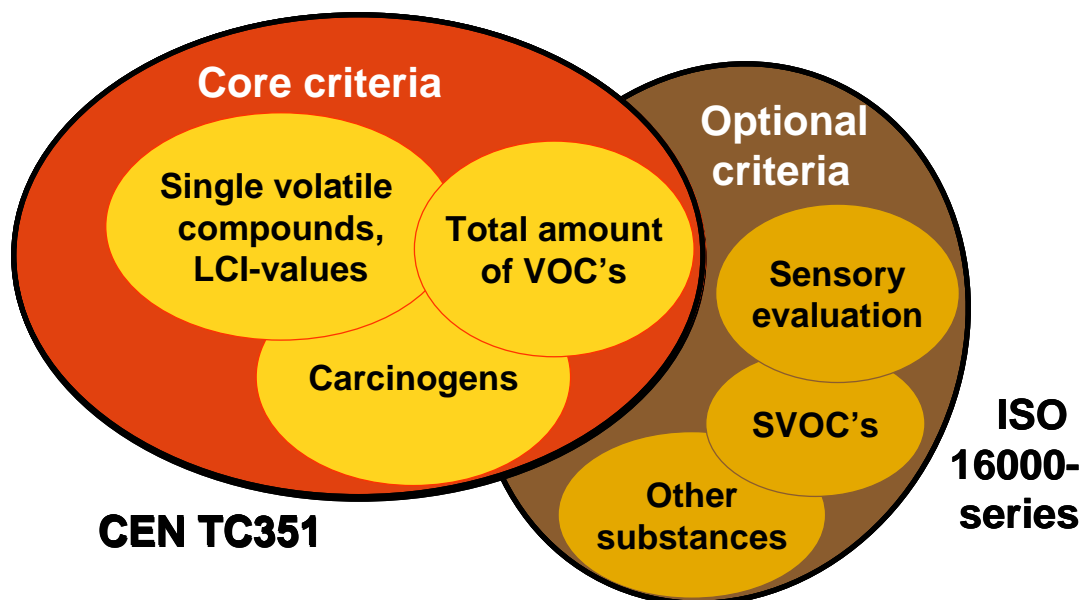 Core criteria
Single volatile
compounds,
LCI-values
Total amount
of VOC’s
Carcinogens
CEN TC351
Optional
criteria
Sensory
evaluation
SVOC’s
Other
substances
ISO
16000-
series